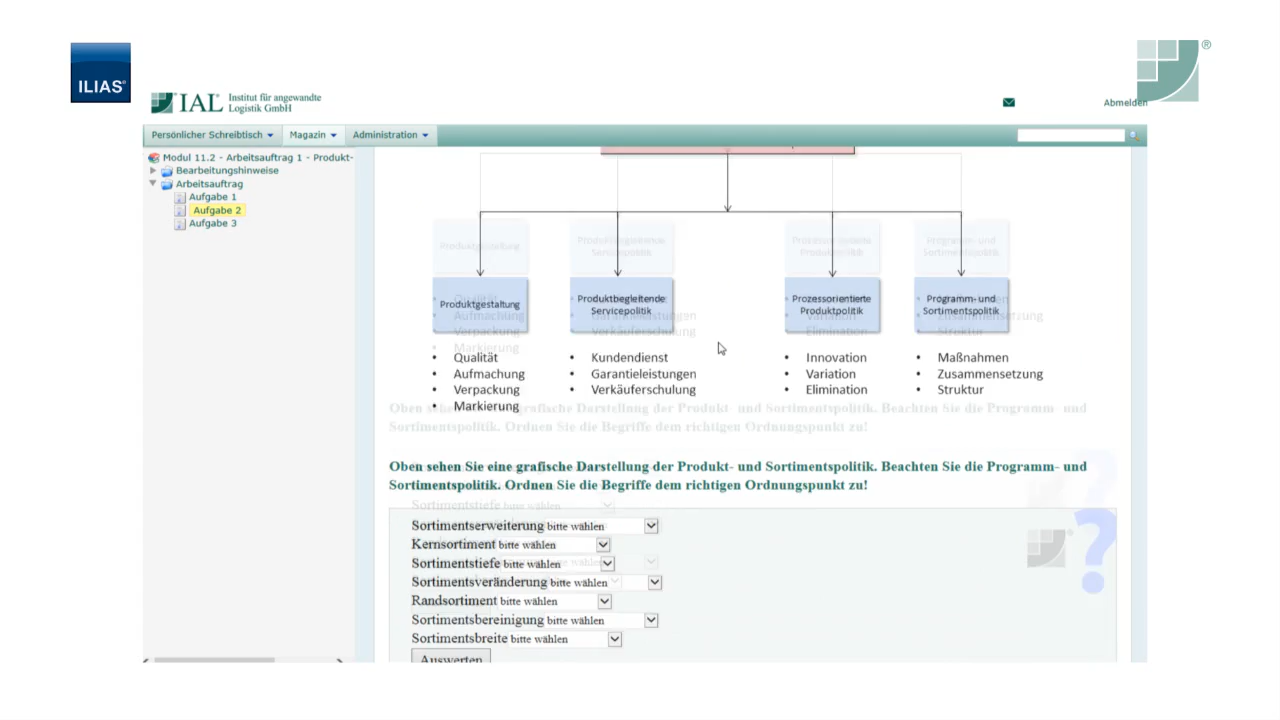 ILIAS
®
IAL® Institut für angewandte
Logistik GmbH
Abmelden
Persönlicher Schreibtisch Magazin Administration
Modul 11.2 - Arbeitsauftrag 1 - Produkt-
Bearbeitungshinweise
Arbeitsauftrag
Aufgabe 1
Aufgabe 2
Aufgabe 3
Produktgestaltung
Produktbegleitende
Servicepolitik
Prozessorientierte
Produktpolitik
Programm- und
Sortimentspolitik
• Qualität
• Aufmachung
• Verpackung
• Markierung
• Kundendienst
• Garantieleistungen
• Verkäuferschulung
• Innovation
• Variation
• Elimination
• Maßnahmen
• Zusammensetzung
• Struktur
Oben sehen Sie eine grafische Darstellung der Produkt- und Sortimentspolitik. Beachten Sie die Programm- und
Sortimentspolitik. Ordnen Sie die Begriffe dem richtigen Ordnungspunkt zu!
Sortimentserweiterung bitte wählen
Kernsortiment bitte wählen
Sortimentstiefe bitte wählen
Sortimentsveränderung bitte wählen
Randsortiment bitte wählen
Sortimentsbereinigung bitte wählen
Sortimentsbreite bitte wählen
Auswerten
?